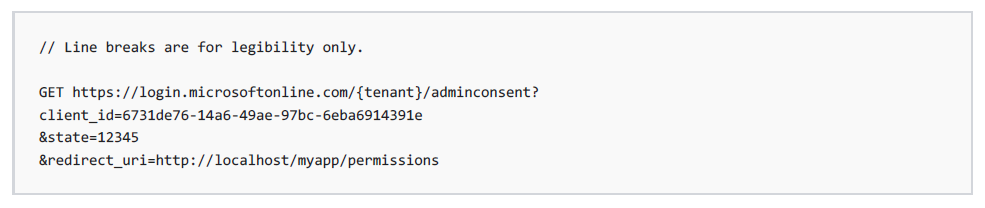 // Line breaks are for legibility only.
GET https://login.microsoftonline.com/{tenant}/adminconsent?
client_id=6731de76-14a6-49ae-97bc-6eba6914391e
&state=12345
&redirect_uri=http://localhost/myapp/permissions